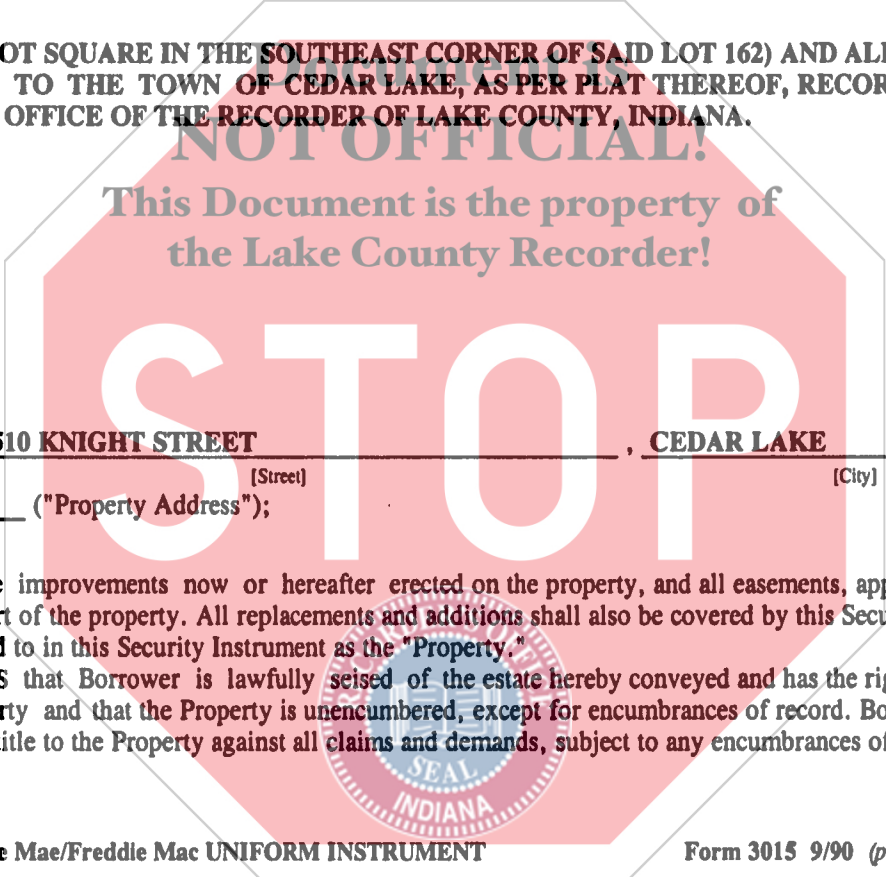 OT SQUARE IN THE SOUTHEAST CORNER OF SAID LOT 162) AND ALL
TO THE TOWN OF CEDAR LAKE, AS PER PLAT THEREOF, RECOR
OFFICE OF THE RECORDER OF LAKE COUNTY, INDIANA.
Document is
NOT OFFICIAL!
This Document is the property of
the Lake County Recorder!
STOP
510 KNIGHT STREET , CEDAR LAKE
[Street] [City]
("Property Address");
e improvements now or hereafter erected on the property, and all easements, app
rt of the property. All replacements and additions shall also be covered by this Secu
d to in this Security Instrument as the "Property."
S that Borrower is lawfully seised of the estate hereby conveyed and has the rig
rty and that the Property is unencumbered, except for encumbrances of record. Bo
itle to the Property against all claims and demands, subject to any encumbrances of
RECORDER'S OFFICE
SEAL
INDIANA
e Mae/Freddie Mac UNIFORM INSTRUMENT Form 3015 9/90 (p